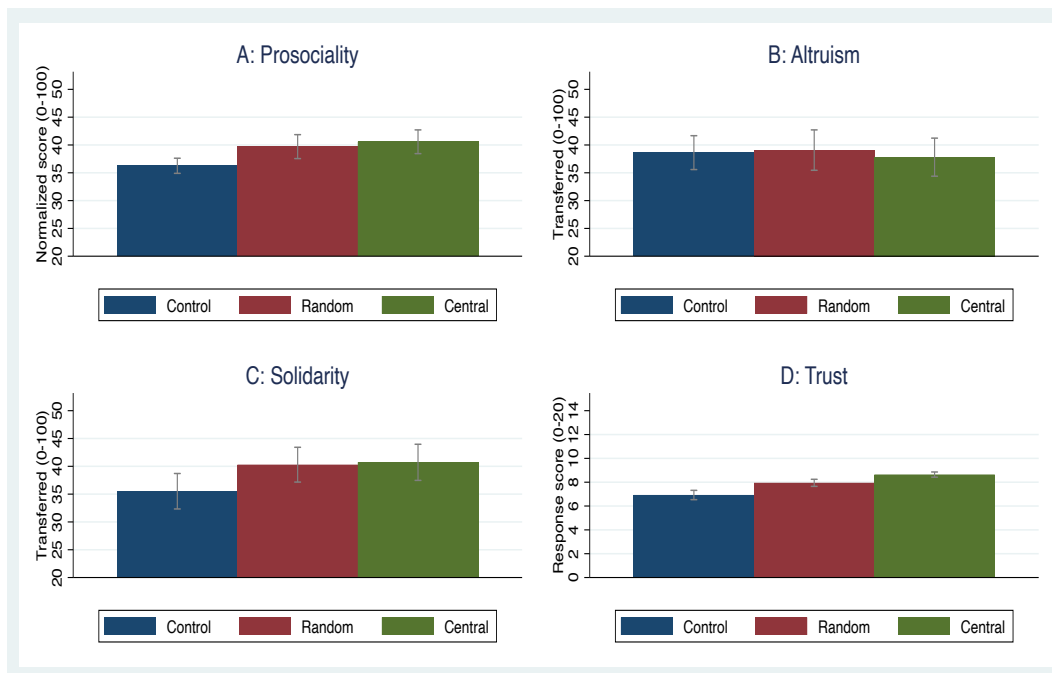 A: Prosociality
Normalized score (0-100)
20 25 30 35 40 45 50
Control Random Central
B: Altruism
Transferred (0-100)
20 25 30 35 40 45 50
Control Random Central
C: Solidarity
Transferred (0-100)
20 25 30 35 40 45 50
Control Random Central
D: Trust
Response score (0-20)
0 2 4 6 8 10 12 14
Control Random Central